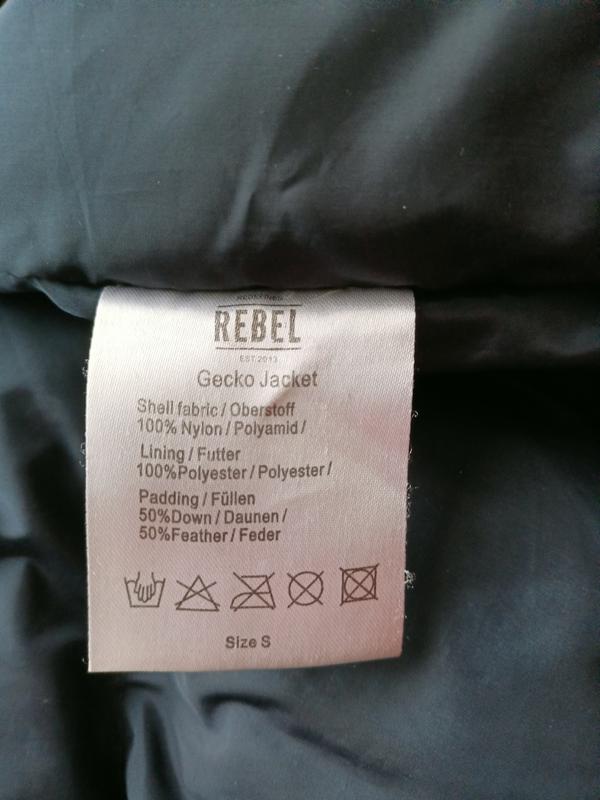 REDEFINED
REBEL
EST.2013
Gecko Jacket
Shell fabric / Oberstoff
100% Nylon / Polyamid /
Lining / Futter
100%Polyester / Polyester /
Padding / Füllen
50%Down / Daunen /
50%Feather / Feder
Size S